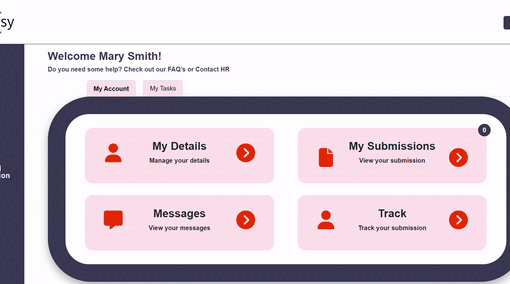 sy
Welcome Mary Smith!
Do you need some help? Check out our FAQ's or Contact HR
My Account
My Tasks
0
My Details
Manage your details
My Submissions
View your submission
ion
Messages
View your messages
Track
Track your submission